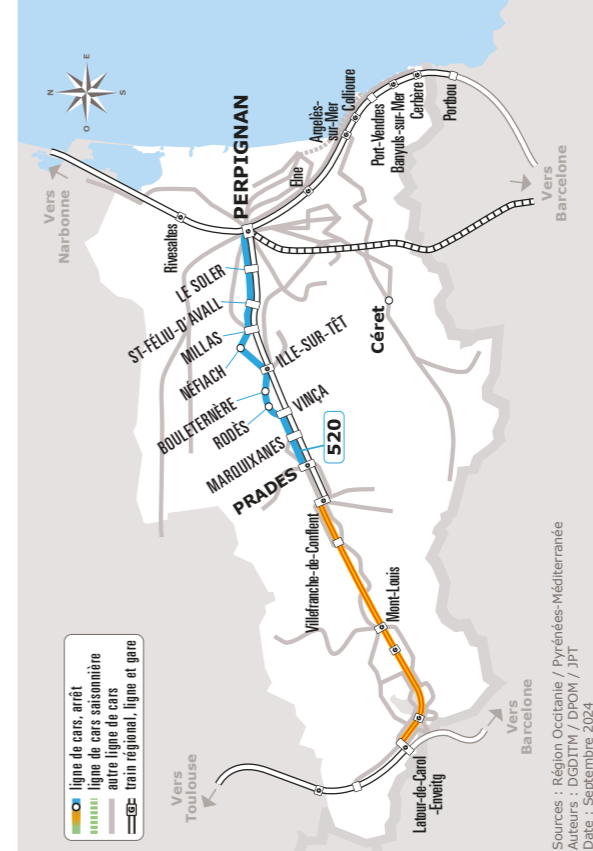 ligne de cars, arrêt
ligne de cars saisonnière
autre ligne de cars
train régional, ligne et gare
Vers
Toulouse
Vers
Narbonne
N
E
S
O
Rivesaltes
PERPIGNAN
LE SOLER
ST-FÉLIU-D'AVALL
MILLAS
NÉFIACH
ILLE-SUR-TÊT
BOULETERNÈRE
RODÈS
VINÇA
MARQUIXANES
PRADES
520
Villefranche-de-Conflent
Mont-Louis
Latour-de-Carol
-Enveitg
Vers
Barcelone
Céret
Elne
Argelès-
sur-Mer
Collioure
Port-Vendres
Banyuls-sur-Mer
Cerbère
Portbou
Vers
Barcelone
Sources : Région Occitanie / Pyrénées-Méditerranée
Auteurs : DGDITM / DPOM / JPT
Date : Septembre 2024